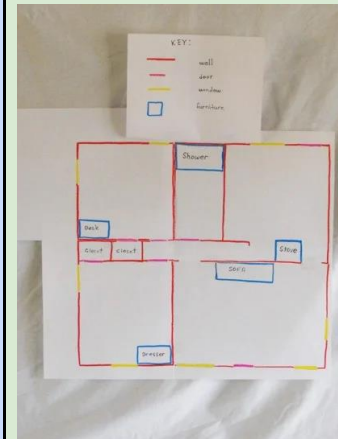 KEY:
wall
door
window
furniture
Shower
Desk
closet closet
Stove
sofa
Dresser